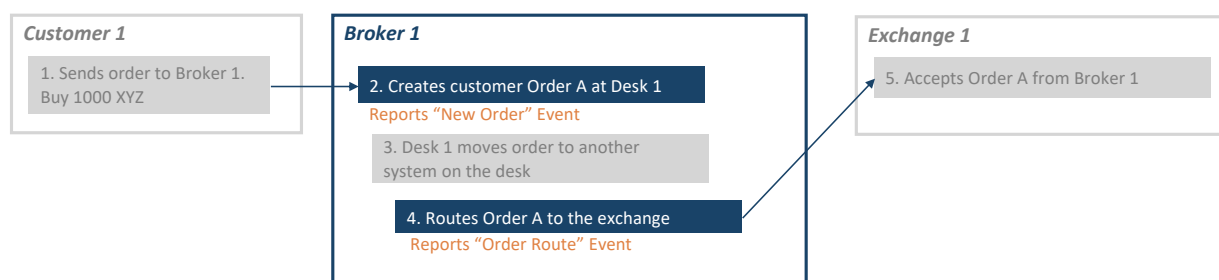 Customer 1
1. Sends order to Broker 1.
Buy 1000 XYZ
Broker 1
2. Creates customer Order A at Desk 1
Reports “New Order” Event
3. Desk 1 moves order to another
system on the desk
4. Routes Order A to the exchange
Reports “Order Route” Event
Exchange 1
5. Accepts Order A from Broker 1